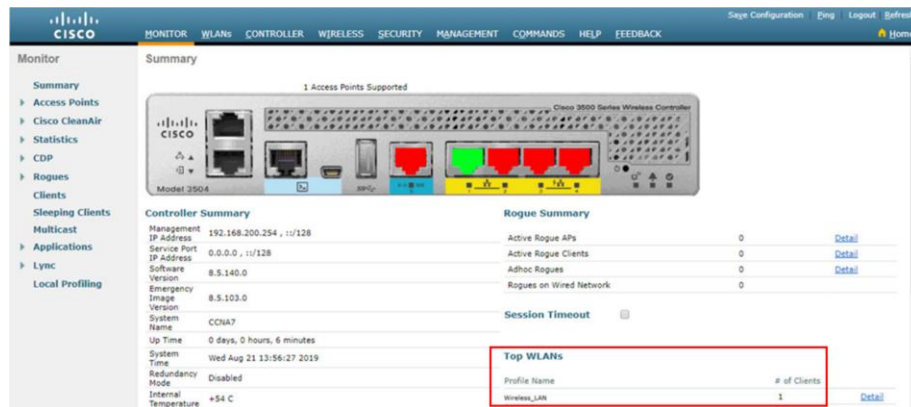 Save Configuration Ping Logout Refresh
CISCO
MONITOR WLANs CONTROLLER WIRELESS SECURITY MANAGEMENT COMMANDS HELP FEEDBACK
Home
Monitor
Summary
Access Points
Cisco CleanAir
Statistics
CDP
Rogues
Clients
Sleeping Clients
Multicast
Applications
Lync
Local Profiling
Summary
1 Access Points Supported
Cisco 3500 Series Wireless Controller
CISCO
Model 3504
Controller Summary
Management IP Address 192.168.200.254 , ::/128
Service Port IP Address 0.0.0.0 , ::/128
Software Version 8.5.140.0
Emergency Image Version 8.5.103.0
System Name CCNA7
Up Time 0 days, 0 hours, 6 minutes
System Time Wed Aug 21 13:56:27 2019
Redundancy Mode Disabled
Internal Temperature +54 C
Rogue Summary
Active Rogue APs 0 Detail
Active Rogue Clients 0 Detail
Adhoc Rogues 0 Detail
Rogues on Wired Network 0
Session Timeout
Top WLANs
Profile Name # of Clients
Wireless_LAN 1 Detail